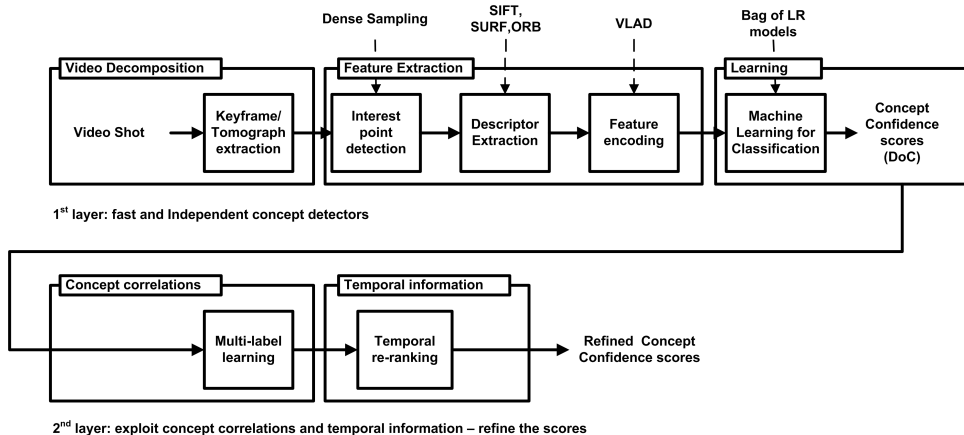 Dense Sampling
SIFT,
SURF,ORB
VLAD
Bag of LR
models
Video Decomposition
Feature Extraction
Learning
Video Shot
Keyframe/
Tomograph
extraction
Interest
point
detection
Descriptor
Extraction
Feature
encoding
Machine
Learning for
Classification
Concept
Confidence
scores
(DoC)
1st layer: fast and Independent concept detectors
Concept correlations
Temporal information
Multi-label
learning
Temporal
re-ranking
Refined Concept
Confidence scores
2nd layer: exploit concept correlations and temporal information – refine the scores